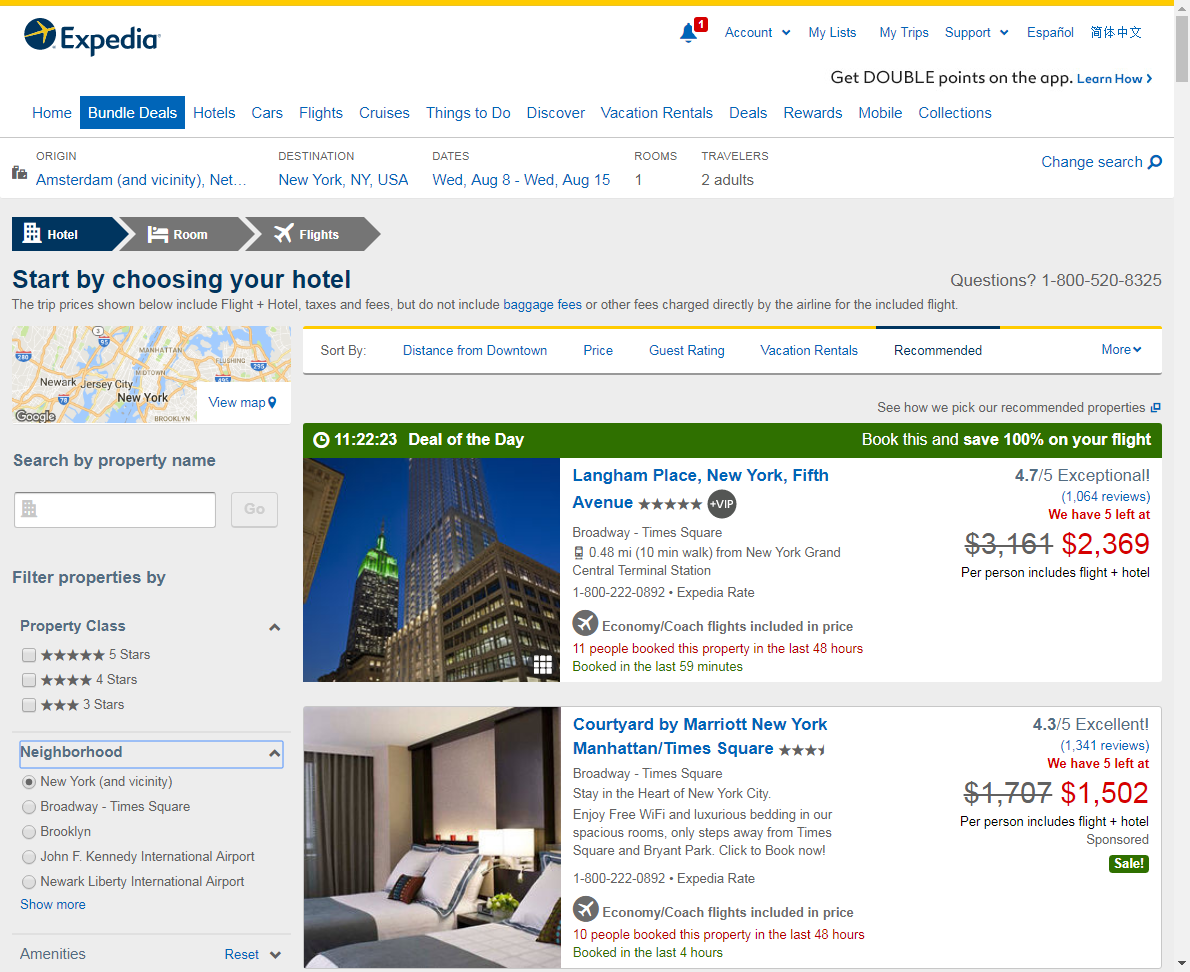 Expedia
1
Account
My Lists
My Trips
Support
Español
简体中文
Get DOUBLE points on the app. Learn How
Home
Bundle Deals
Hotels
Cars
Flights
Cruises
Things to Do
Discover
Vacation Rentals
Deals
Rewards
Mobile
Collections
ORIGIN
Amsterdam (and vicinity), Net...
DESTINATION
New York, NY, USA
DATES
Wed, Aug 8 - Wed, Aug 15
ROOMS
1
TRAVELERS
2 adults
Change search
Hotel
Room
Flights
Start by choosing your hotel
Questions? 1-800-520-8325
The trip prices shown below include Flight + Hotel, taxes and fees, but do not include baggage fees or other fees charged directly by the airline for the included flight.
3
95
280
MANHATTAN
FLUSHING
MIDTOWN
295
495
Newark
Jersey City
78
New York
BROOKLYN
Google
View map
Sort By:
Distance from Downtown
Price
Guest Rating
Vacation Rentals
Recommended
More
See how we pick our recommended properties
Search by property name
Go
Filter properties by
Property Class
5 Stars
4 Stars
3 Stars
Neighborhood
New York (and vicinity)
Broadway - Times Square
Brooklyn
John F. Kennedy International Airport
Newark Liberty International Airport
Show more
Amenities
Reset
11:22:23 Deal of the Day
Book this and save 100% on your flight
Langham Place, New York, Fifth
Avenue
+VIP
Broadway - Times Square
0.48 mi (10 min walk) from New York Grand
Central Terminal Station
1-800-222-0892 • Expedia Rate
Economy/Coach flights included in price
11 people booked this property in the last 48 hours
Booked in the last 59 minutes
4.7/5 Exceptional!
(1,064 reviews)
We have 5 left at
$3,161 $2,369
Per person includes flight + hotel
Courtyard by Marriott New York
Manhattan/Times Square
Broadway - Times Square
Stay in the Heart of New York City.
Enjoy Free WiFi and luxurious bedding in our
spacious rooms, only steps away from Times
Square and Bryant Park. Click to Book now!
1-800-222-0892 • Expedia Rate
Economy/Coach flights included in price
10 people booked this property in the last 48 hours
Booked in the last 4 hours
4.3/5 Excellent!
(1,341 reviews)
We have 5 left at
$1,707 $1,502
Per person includes flight + hotel
Sponsored
Sale!